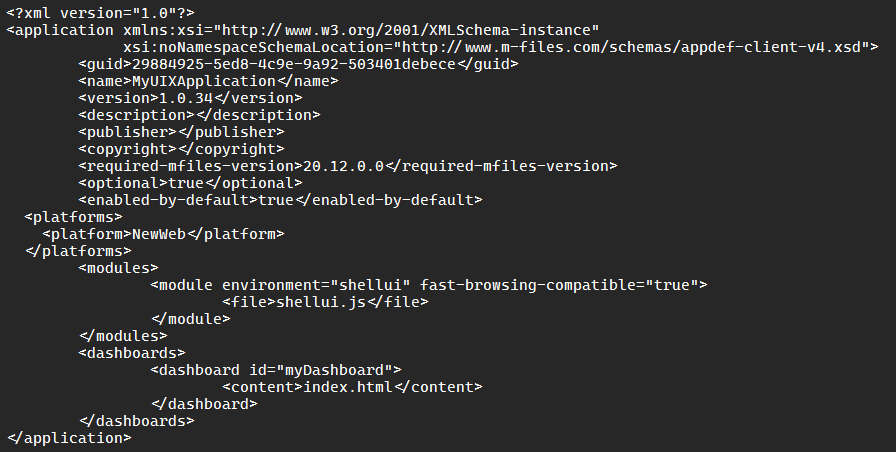 <?xml version="1.0"?>
<application xmlns:xsi="http://www.w3.org/2001/XMLSchema-instance"
             xsi:noNamespaceSchemaLocation="http://www.m-files.com/schemas/appdef-client-v4.xsd">
        <guid>29884925-5ed8-4c9e-9a92-503401debece</guid>
        <name>MyUIXApplication</name>
        <version>1.0.34</version>
        <description></description>
        <publisher></publisher>
        <copyright></copyright>
        <required-mfiles-version>20.12.0.0</required-mfiles-version>
        <optional>true</optional>
        <enabled-by-default>true</enabled-by-default>
  <platforms>
    <platform>NewWeb</platform>
  </platforms>
        <modules>
                <module environment="shellui" fast-browsing-compatible="true">
                        <file>shellui.js</file>
                </module>
        </modules>
        <dashboards>
                <dashboard id="myDashboard">
                        <content>index.html</content>
                </dashboard>
        </dashboards>
</application>